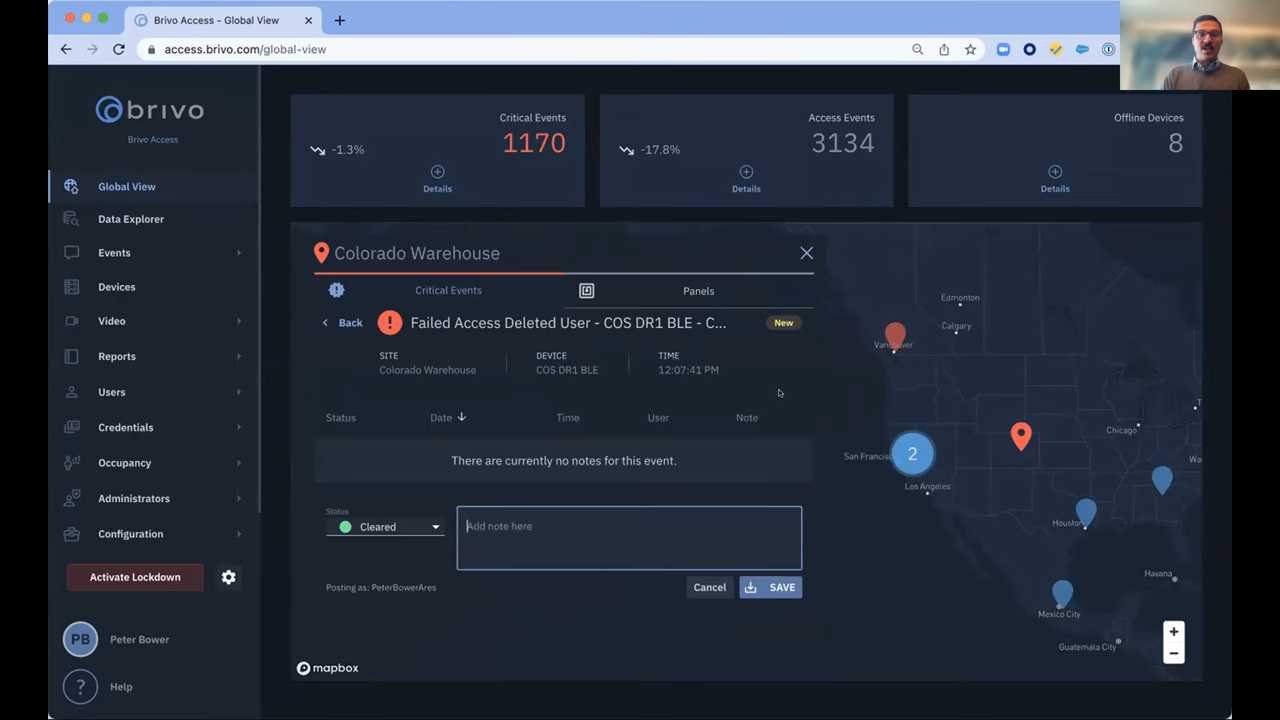 Brivo Access - Global View
access.brivo.com/global-view
brivo
Brivo Access
Global View
Data Explorer
Events
Devices
Video
Reports
Users
Credentials
Occupancy
Administrators
Configuration
Activate Lockdown
PB Peter Bower
? Help
Critical Events
-1.3% 1170
Details
Access Events
-17.8% 3134
Details
Offline Devices
8
Details
Colorado Warehouse
Critical Events Panels
Back Failed Access Deleted User - COS DR1 BLE - C... New
SITE DEVICE TIME
Colorado Warehouse COS DR1 BLE 12:07:41 PM
Status Date Time User Note
There are currently no notes for this event.
Status
Cleared
Add note here
Posting as: PeterBowerAres
Cancel SAVE
Edmonton
Calgary
Vancouver
Chicago
San Francisc
2
Los Angeles
Houston
Havana
Mexico City
Guatemala City
mapbox